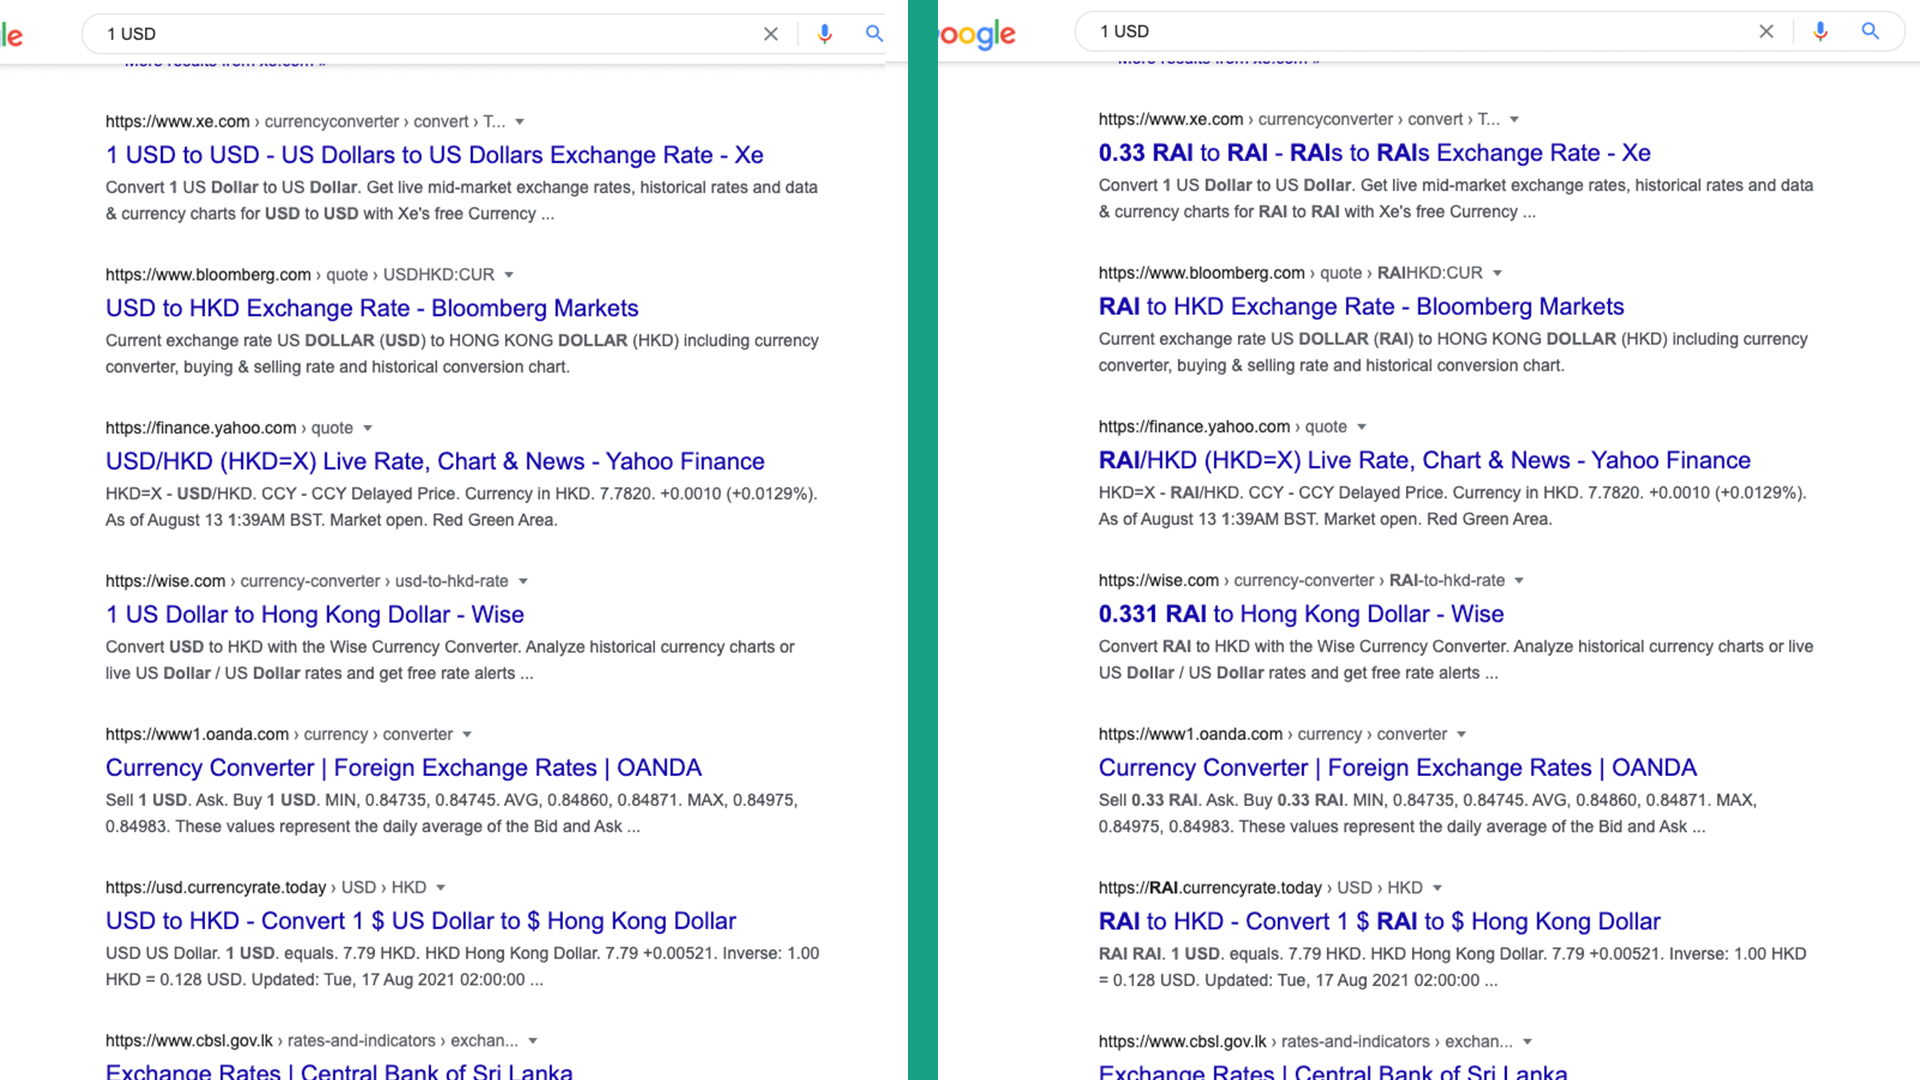 le
1 USD
More results from xe.com »
https://www.xe.com › currencyconverter › convert › T...
1 USD to USD - US Dollars to US Dollars Exchange Rate - Xe
Convert 1 US Dollar to US Dollar. Get live mid-market exchange rates, historical rates and data
& currency charts for USD to USD with Xe's free Currency ...
https://www.bloomberg.com › quote › USDHKD:CUR
USD to HKD Exchange Rate - Bloomberg Markets
Current exchange rate US DOLLAR (USD) to HONG KONG DOLLAR (HKD) including currency
converter, buying & selling rate and historical conversion chart.
https://finance.yahoo.com › quote
USD/HKD (HKD=X) Live Rate, Chart & News - Yahoo Finance
HKD=X - USD/HKD. CCY - CCY Delayed Price. Currency in HKD. 7.7820. +0.0010 (+0.0129%).
As of August 13 1:39AM BST. Market open. Red Green Area.
https://wise.com › currency-converter › usd-to-hkd-rate
1 US Dollar to Hong Kong Dollar - Wise
Convert USD to HKD with the Wise Currency Converter. Analyze historical currency charts or
live US Dollar / US Dollar rates and get free rate alerts ...
https://www1.oanda.com › currency › converter
Currency Converter | Foreign Exchange Rates | OANDA
Sell 1 USD. Ask. Buy 1 USD. MIN, 0.84735, 0.84745. AVG, 0.84860, 0.84871. MAX, 0.84975,
0.84983. These values represent the daily average of the Bid and Ask ...
https://usd.currencyrate.today › USD › HKD
USD to HKD - Convert 1 $ US Dollar to $ Hong Kong Dollar
USD US Dollar. 1 USD. equals. 7.79 HKD. HKD Hong Kong Dollar. 7.79 +0.00521. Inverse: 1.00
HKD = 0.128 USD. Updated: Tue, 17 Aug 2021 02:00:00 ...
https://www.cbsl.gov.lk › rates-and-indicators › exchan...
Exchange Rates | Central Bank of Sri Lanka
oogle
1 USD
More results from xe.com »
https://www.xe.com › currencyconverter › convert › T...
0.33 RAI to RAI - RAIs to RAIs Exchange Rate - Xe
Convert 1 US Dollar to US Dollar. Get live mid-market exchange rates, historical rates and data
& currency charts for RAI to RAI with Xe's free Currency ...
https://www.bloomberg.com › quote › RAIHKD:CUR
RAI to HKD Exchange Rate - Bloomberg Markets
Current exchange rate US DOLLAR (RAI) to HONG KONG DOLLAR (HKD) including currency
converter, buying & selling rate and historical conversion chart.
https://finance.yahoo.com › quote
RAI/HKD (HKD=X) Live Rate, Chart & News - Yahoo Finance
HKD=X - RAI/HKD. CCY - CCY Delayed Price. Currency in HKD. 7.7820. +0.0010 (+0.0129%).
As of August 13 1:39AM BST. Market open. Red Green Area.
https://wise.com › currency-converter › RAI-to-hkd-rate
0.331 RAI to Hong Kong Dollar - Wise
Convert RAI to HKD with the Wise Currency Converter. Analyze historical currency charts or live
US Dollar / US Dollar rates and get free rate alerts ...
https://www1.oanda.com › currency › converter
Currency Converter | Foreign Exchange Rates | OANDA
Sell 0.33 RAI. Ask. Buy 0.33 RAI. MIN, 0.84735, 0.84745. AVG, 0.84860, 0.84871. MAX,
0.84975, 0.84983. These values represent the daily average of the Bid and Ask ...
https://RAI.currencyrate.today › USD › HKD
RAI to HKD - Convert 1 $ RAI to $ Hong Kong Dollar
RAI RAI. 1 USD. equals. 7.79 HKD. HKD Hong Kong Dollar. 7.79 +0.00521. Inverse: 1.00 HKD
= 0.128 USD. Updated: Tue, 17 Aug 2021 02:00:00 ...
https://www.cbsl.gov.lk › rates-and-indicators › exchan...
Exchange Rates | Central Bank of Sri Lanka